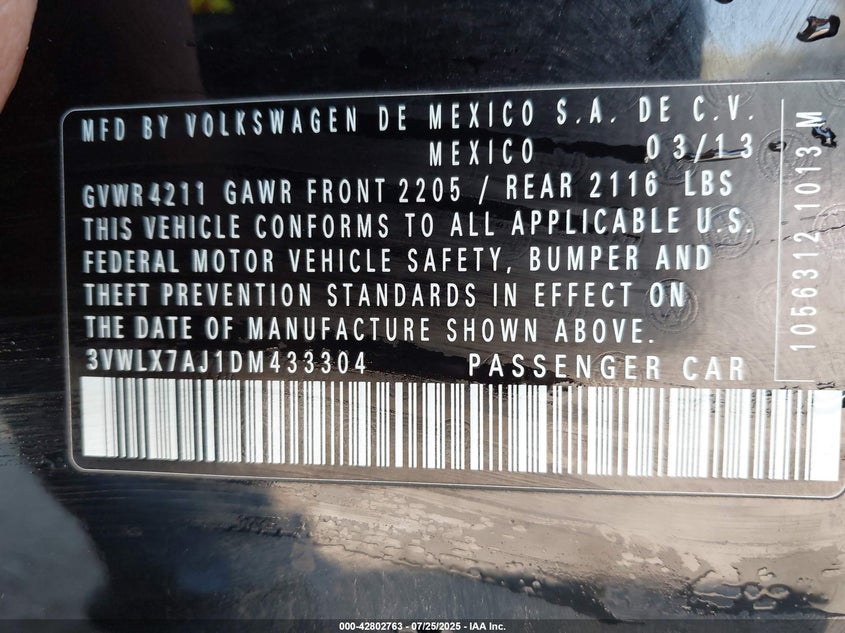 MFD BY VOLKSWAGEN DE MEXICO S.A. DE C.V.
MEXICO 03/13
GVWR 4211 GAWR FRONT 2205 / REAR 2116 LBS
THIS VEHICLE CONFORMS TO ALL APPLICABLE U.S.
FEDERAL MOTOR VEHICLE SAFETY, BUMPER AND
THEFT PREVENTION STANDARDS IN EFFECT ON
THE DATE OF MANUFACTURE SHOWN ABOVE.
3VWLX7AJ1DM433304 PASSENGER CAR
1056312 1013 M
000-42802763 - 07/25/2025 - IAA Inc.